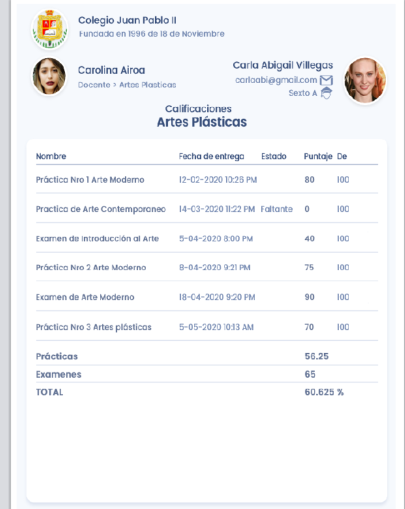 Colegio Juan Pablo II
Fundada en 1996 de 18 de Noviembre
Carolina Airoa
Docente > Artes Plasticas
Carla Abigail Villegas
carloabi@gmail.com
Sexto A
Calificaciones
Artes Plásticas
Nombre Fecha de entrega Estado Puntaje De
Práctica Nro 1 Arte Moderno 12-02-2020 10:26 PM 80 100
Practica de Arte Contemporaneo 14-03-2020 11:22 PM Faltante 0 100
Examen de Introducción al Arte 5-04-2020 8:00 PM 40 100
Práctica Nro 2 Arte Moderno 8-04-2020 9:21 PM 75 100
Examen de Arte Moderno 18-04-2020 9:20 PM 90 100
Práctica Nro 3 Artes plásticas 5-05-2020 10:13 AM 70 100
Prácticas 56.25
Examenes 65
TOTAL 60.625 %